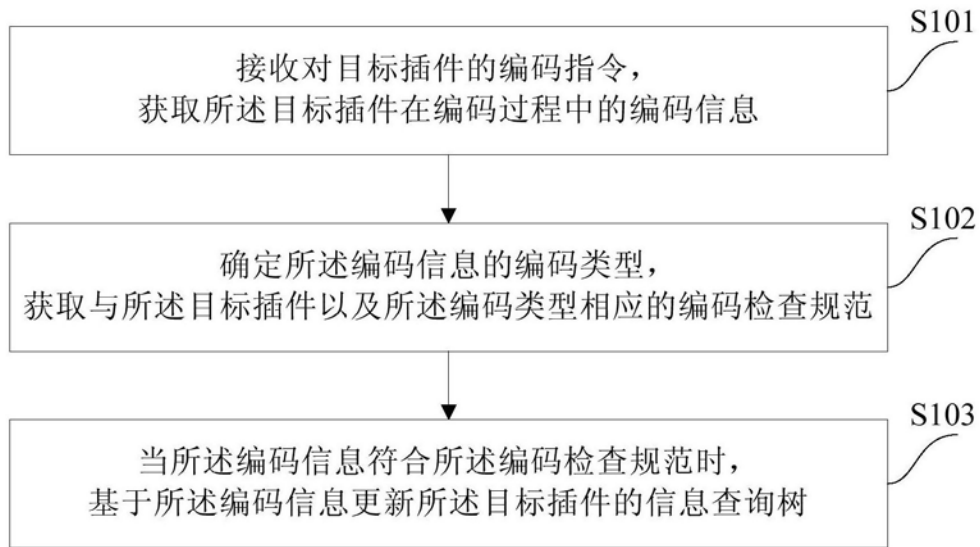 S101
接收对目标插件的编码指令，
获取所述目标插件在编码过程中的编码信息
S102
确定所述编码信息的编码类型，
获取与所述目标插件以及所述编码类型相应的编码检查规范
S103
当所述编码信息符合所述编码检查规范时，
基于所述编码信息更新所述目标插件的信息查询树